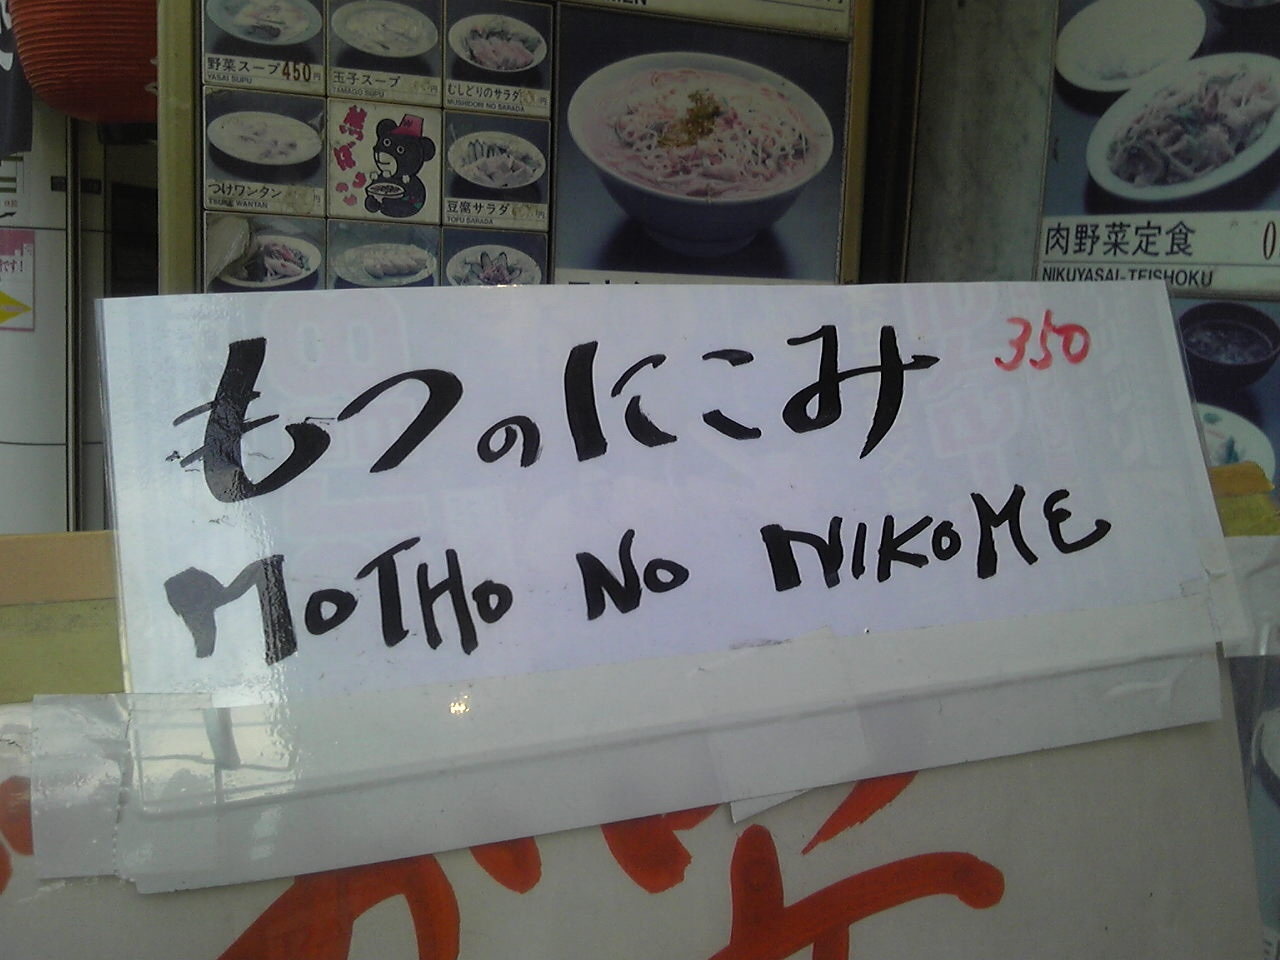 野菜スープ450円
YASAI SUPU
玉子スープ
TAMAGO SUPU
むしどりのサラダ
MUSHIDORI NO SARADA
つけワンタン
TSUKE WANTAN
豆腐サラダ
TOFU SARADA
肉野菜定食
NIKUYASAI-TEISHOKU
もつのにこみ 350
MOTHO NO NIKOME